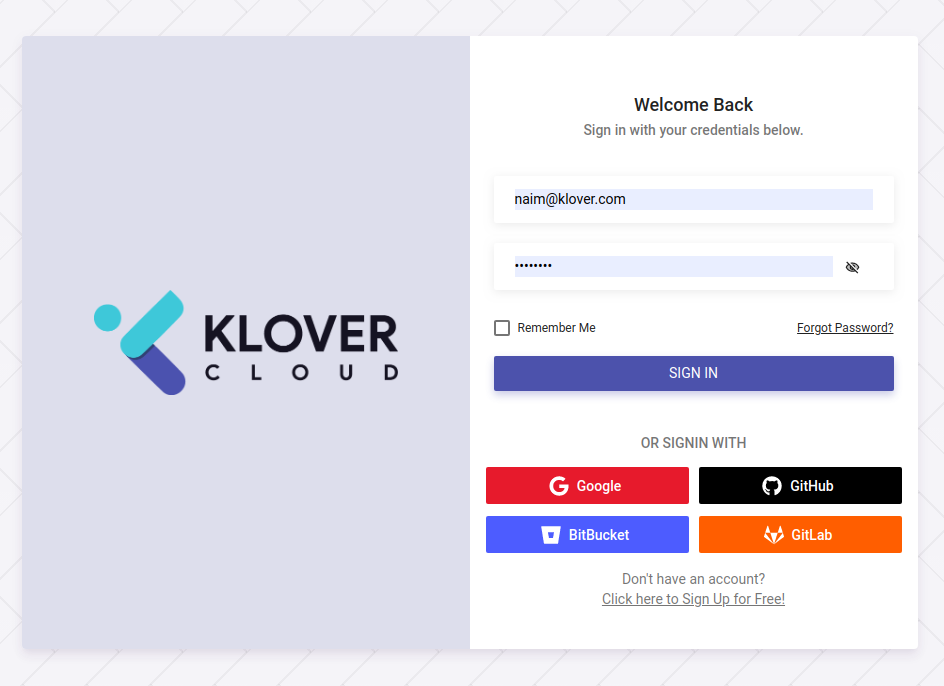 KLOVER
CLOUD
Welcome Back
Sign in with your credentials below.
naim@klover.com
••••••••
Remember Me
Forgot Password?
SIGN IN
OR SIGNIN WITH
Google
GitHub
BitBucket
GitLab
Don't have an account?
Click here to Sign Up for Free!